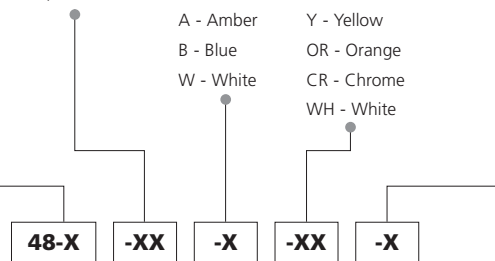 A - Amber
B - Blue
W - White
Y - Yellow
OR - Orange
CR - Chrome
WH - White
48-X
-XX
-X
-XX
-X